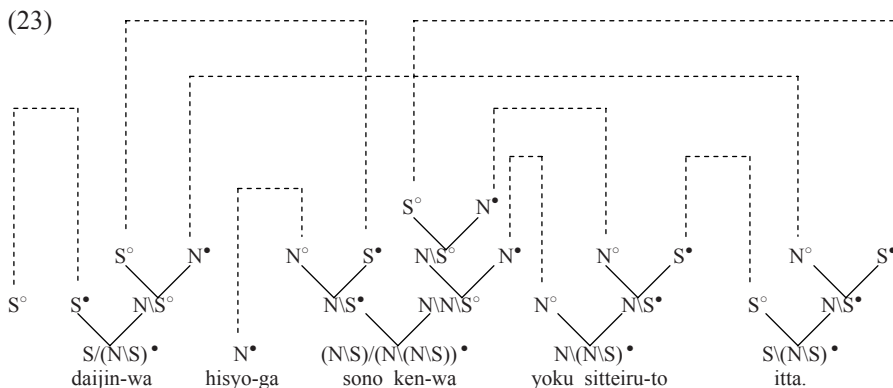 (23)
S° N•
S° N• N° S• N\S° N• N° S• N° S•
S° S• N\S° N\S• N\N\S° N° N\S• S° N\S•
S/(N\S)• N• (N\S)/(N\(N\S))• N\(N\S)• S\(N\S)•
daijin-wa hisyo-ga sono ken-wa yoku sitteiru-to itta.